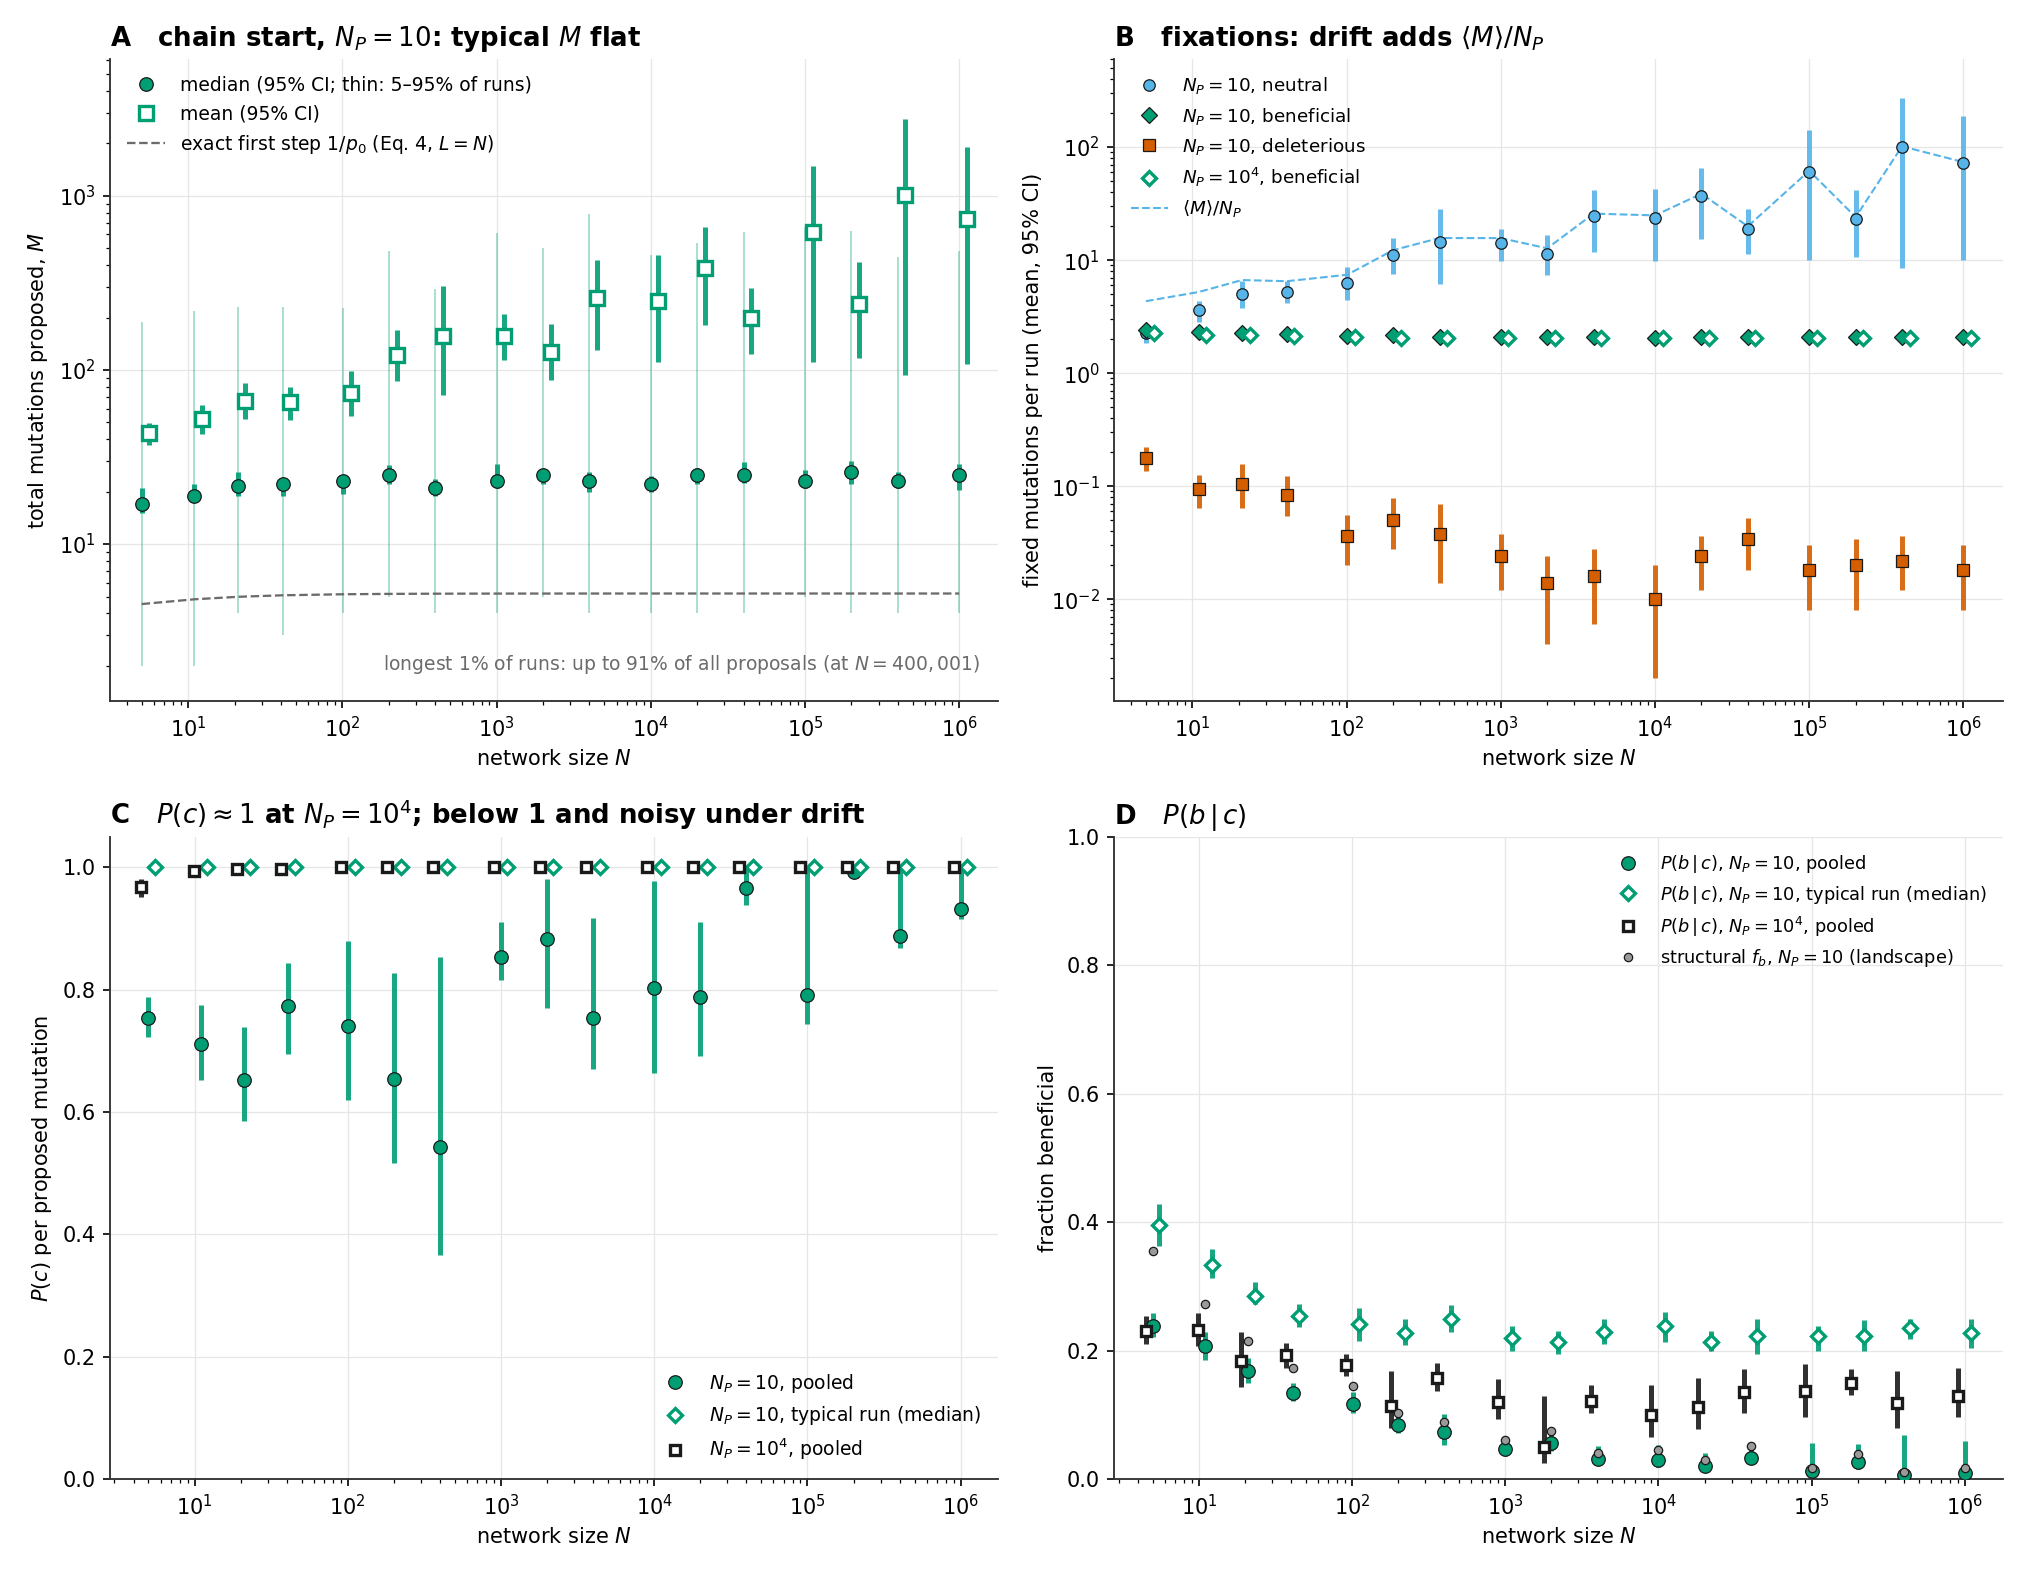 A chain start, N_P = 10: typical M flat
median (95% CI; thin: 5–95% of runs)
mean (95% CI)
exact first step 1/p_0 (Eq. 4, L = N)
total mutations proposed, M
10^3
10^2
10^1
longest 1% of runs: up to 91% of all proposals (at N = 400,001)
10^1 10^2 10^3 10^4 10^5 10^6
network size N
B fixations: drift adds ⟨M⟩/N_P
N_P = 10, neutral
N_P = 10, beneficial
N_P = 10, deleterious
N_P = 10^4, beneficial
⟨M⟩/N_P
fixed mutations per run (mean, 95% CI)
10^2
10^1
10^0
10^−1
10^−2
10^1 10^2 10^3 10^4 10^5 10^6
network size N
C P(c) ≈ 1 at N_P = 10^4; below 1 and noisy under drift
P(c) per proposed mutation
1.0
0.8
0.6
0.4
0.2
0.0
N_P = 10, pooled
N_P = 10, typical run (median)
N_P = 10^4, pooled
10^1 10^2 10^3 10^4 10^5 10^6
network size N
D P(b | c)
P(b | c), N_P = 10, pooled
P(b | c), N_P = 10, typical run (median)
P(b | c), N_P = 10^4, pooled
structural f_b, N_P = 10 (landscape)
fraction beneficial
1.0
0.8
0.6
0.4
0.2
0.0
10^1 10^2 10^3 10^4 10^5 10^6
network size N